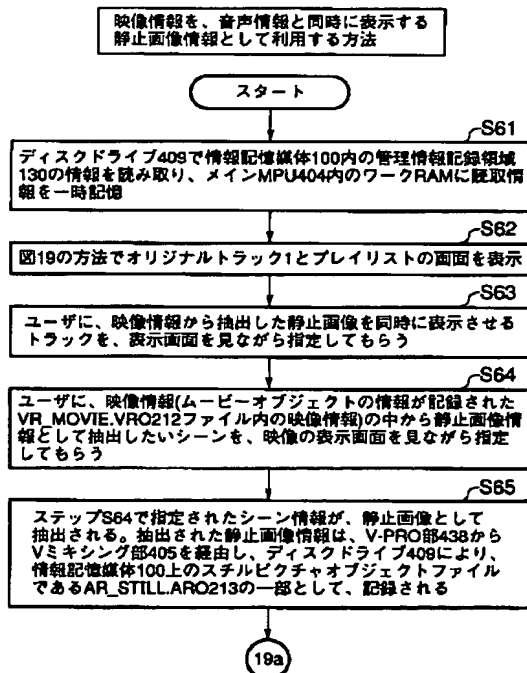 映像情報を、音声情報と同時に表示する
静止画像情報として利用する方法
スタート
S61
ディスクドライブ409で情報記憶媒体100内の管理情報記録領域
130の情報を読み取り、メインMPU404内のワークRAMに読取情
報を一時記憶
S62
図19の方法でオリジナルトラック1とプレイリストの画面を表示
S63
ユーザに、映像情報から抽出した静止画像を同時に表示させる
トラックを、表示画面を見ながら指定してもらう
S64
ユーザに、映像情報(ムービーオブジェクトの情報が記録された
VR_MOVIE.VRO212ファイル内の映像情報)の中から静止画像情
報として抽出したいシーンを、映像の表示画面を見ながら指定
してもらう
S65
ステップS64で指定されたシーン情報が、静止画像として
抽出される。抽出された静止画像情報は、V-PRO部438から
Vミキシング部405を経由し、ディスクドライブ409により、
情報記憶媒体100上のスチルピクチャオブジェクトファイル
であるAR_STILL.ARO213の一部として、記録される
19a